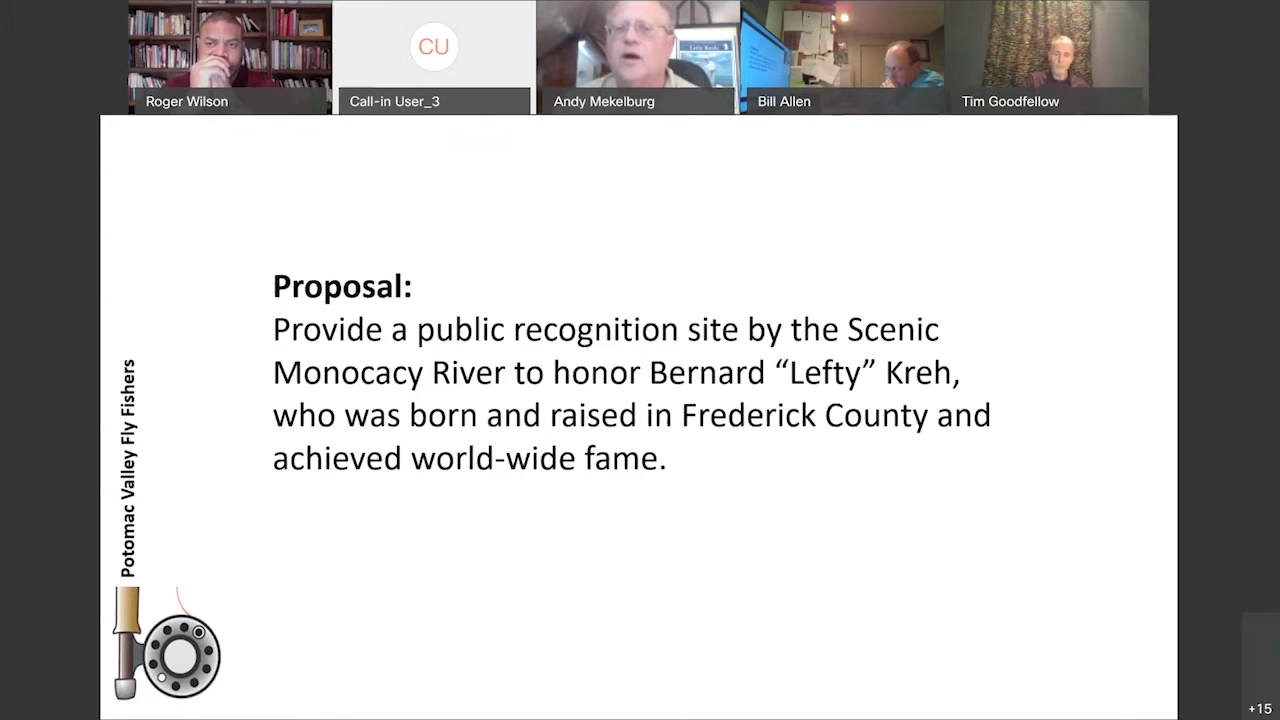 CU
Roger Wilson
Call-in User_3
Andy Mekelburg
Bill Allen
Tim Goodfellow
Lefty Kreh
Proposal:
Provide a public recognition site by the Scenic
Monocacy River to honor Bernard “Lefty” Kreh,
who was born and raised in Frederick County and
achieved world-wide fame.
Potomac Valley Fly Fishers
+15